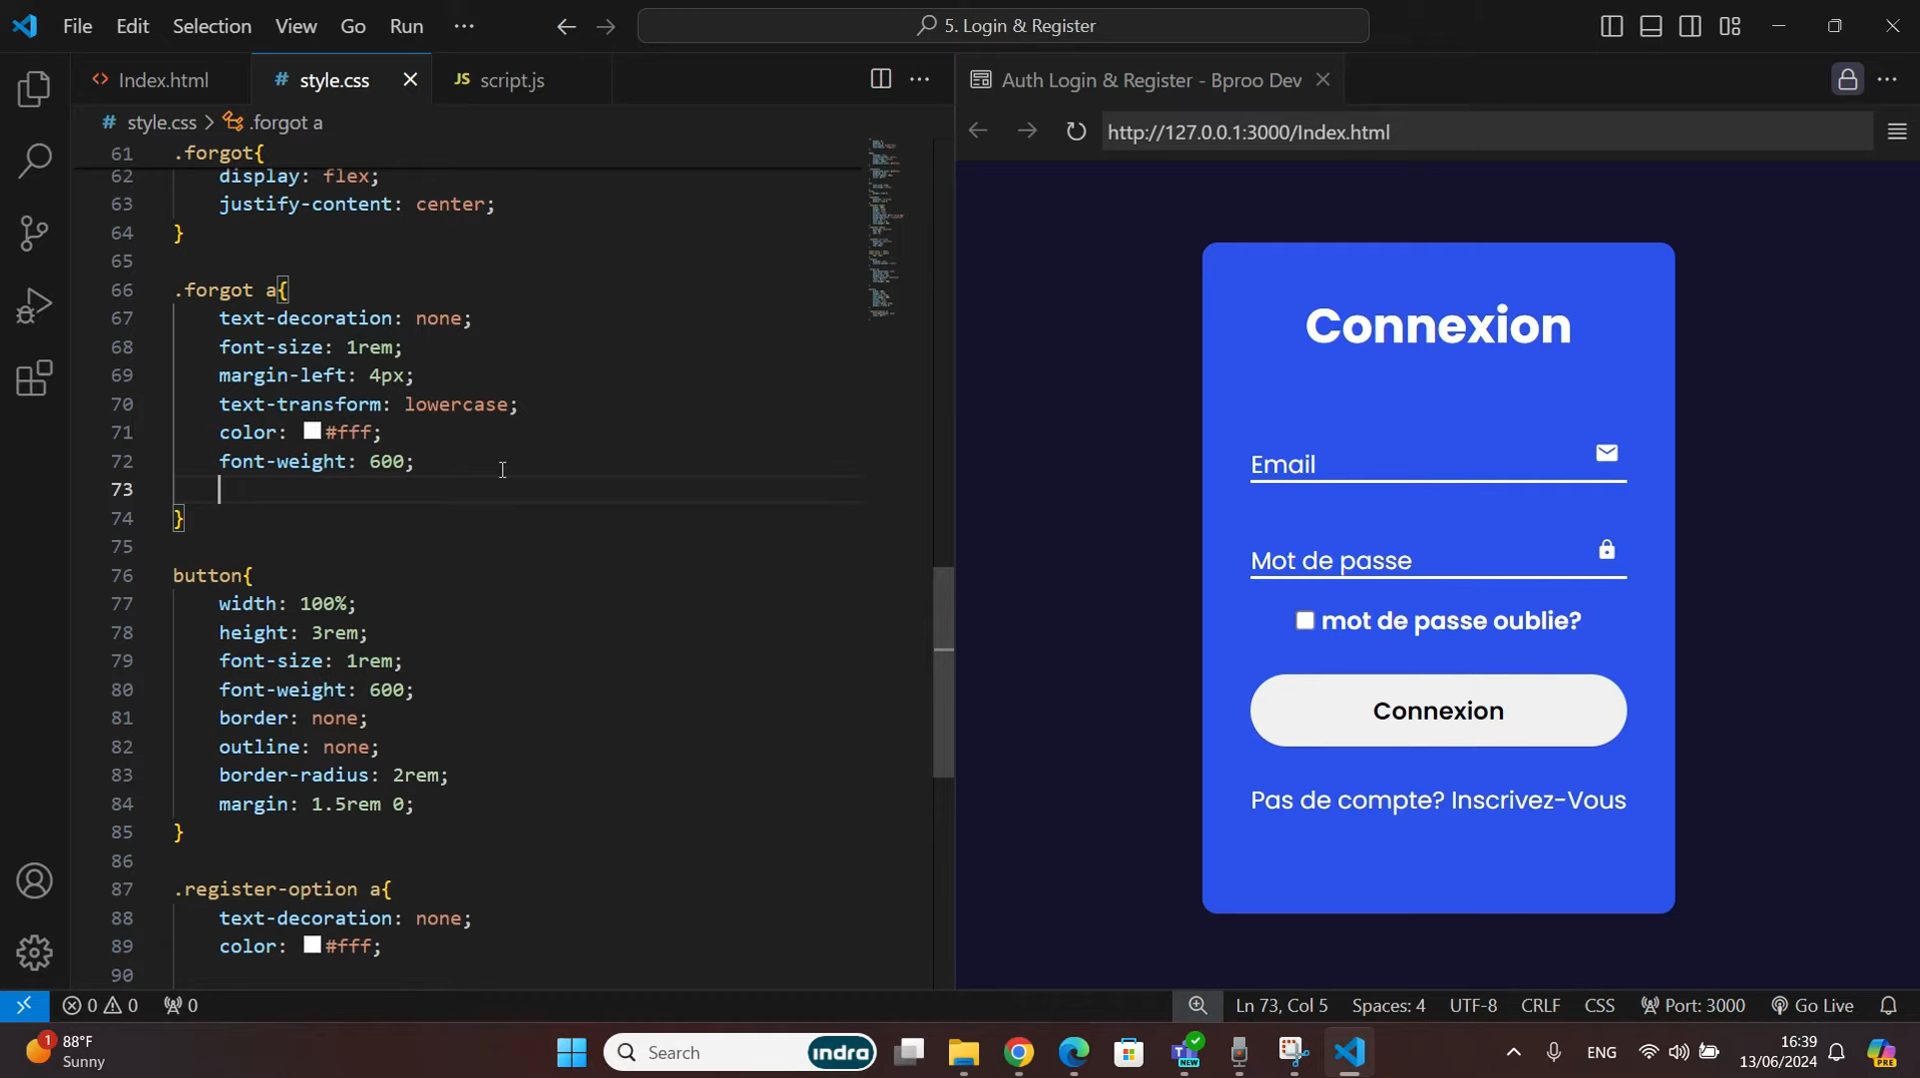 File Edit Selection View Go Run ··· 5. Login & Register
Index.html # style.css JS script.js
Auth Login & Register - Bproo Dev
# style.css > .forgot a
http://127.0.0.1:3000/Index.html
61 .forgot{
62 display: flex;
63 justify-content: center;
64 }
65
66 .forgot a{
67 text-decoration: none;
68 font-size: 1rem;
69 margin-left: 4px;
70 text-transform: lowercase;
71 color: #fff;
72 font-weight: 600;
73
74 }
75
76 button{
77 width: 100%;
78 height: 3rem;
79 font-size: 1rem;
80 font-weight: 600;
81 border: none;
82 outline: none;
83 border-radius: 2rem;
84 margin: 1.5rem 0;
85 }
86
87 .register-option a{
88 text-decoration: none;
89 color: #fff;
90
Connexion
Email
Mot de passe
mot de passe oublie?
Connexion
Pas de compte? Inscrivez-Vous
0 0 0 Ln 73, Col 5 Spaces: 4 UTF-8 CRLF CSS Port: 3000 Go Live
1 88°F
Sunny
Search indra NEW ENG 16:39
13/06/2024 PRE